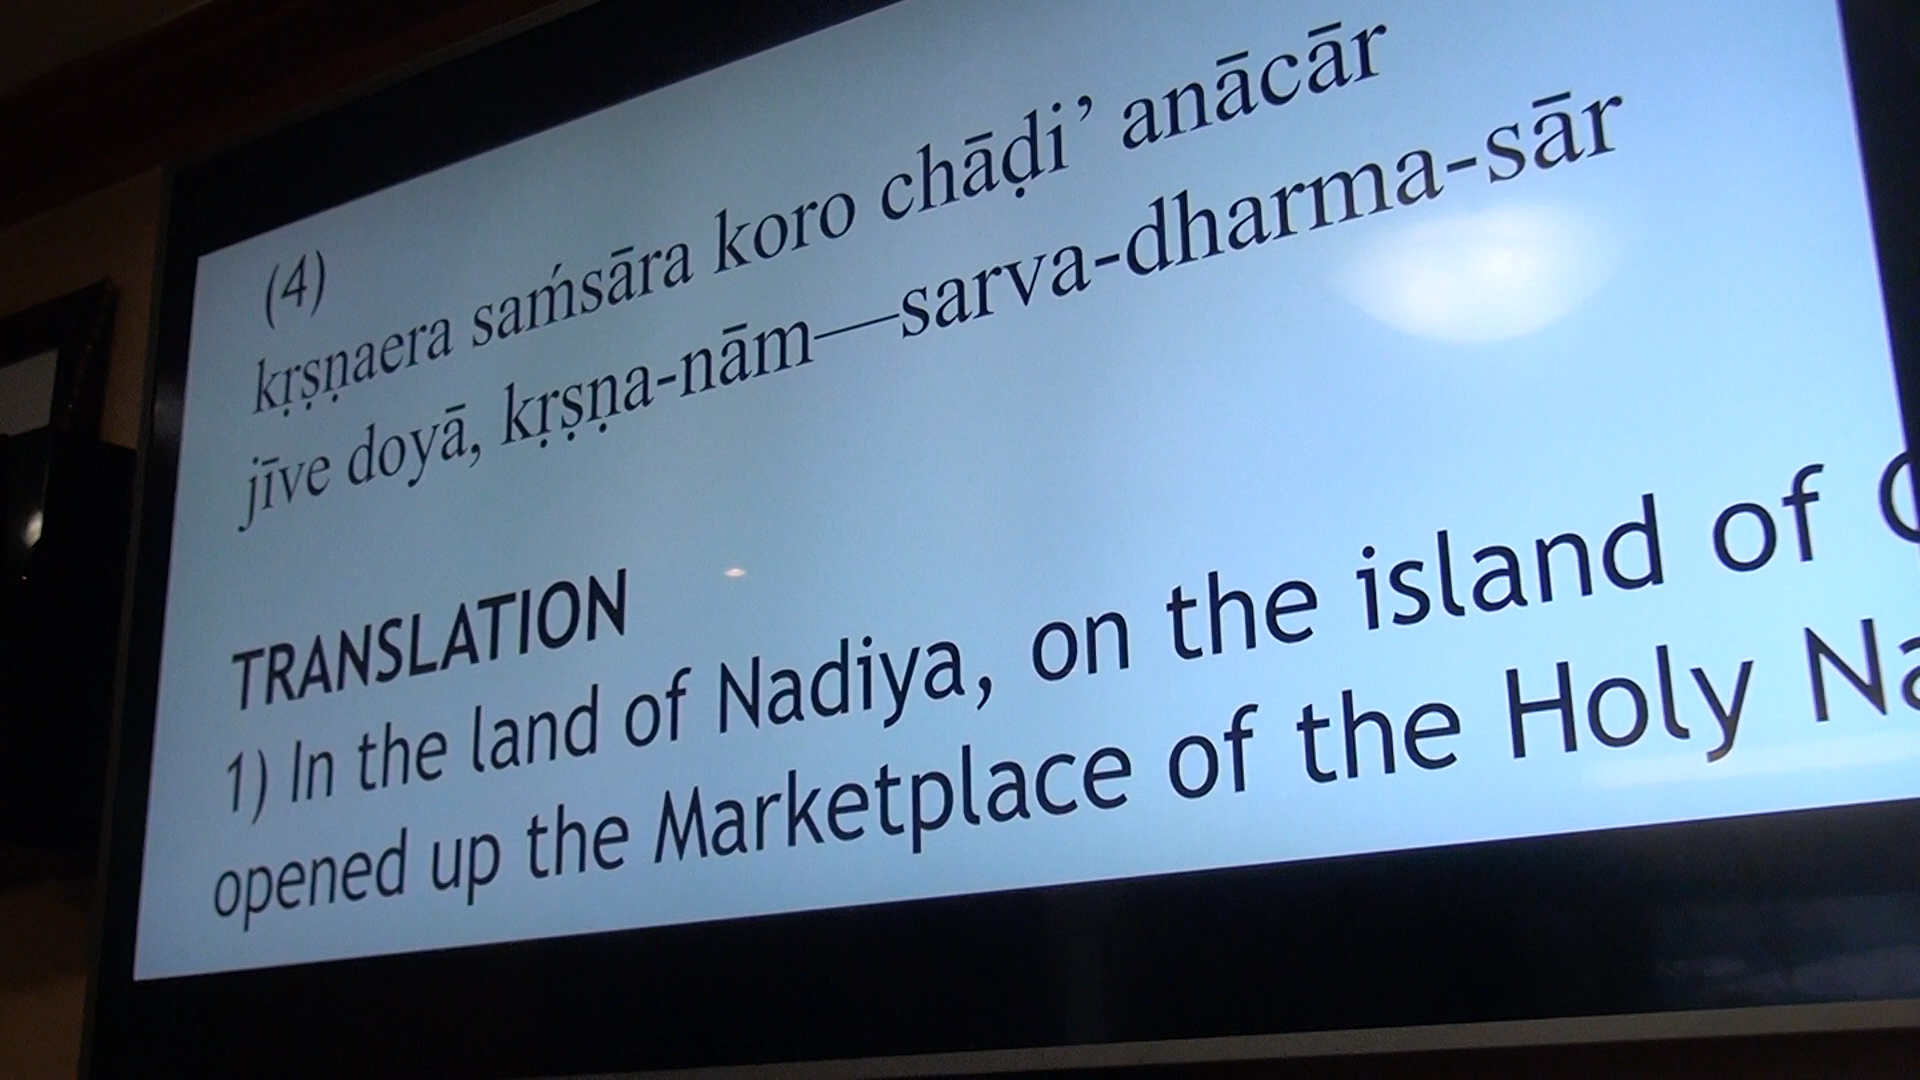 (4)
kṛṣṇaera saḿsāra koro chāḍi’ anācār
jīve doyā, kṛṣṇa-nām—sarva-dharma-sār
TRANSLATION
1) In the land of Nadiya, on the island of
opened up the Marketplace of the Holy